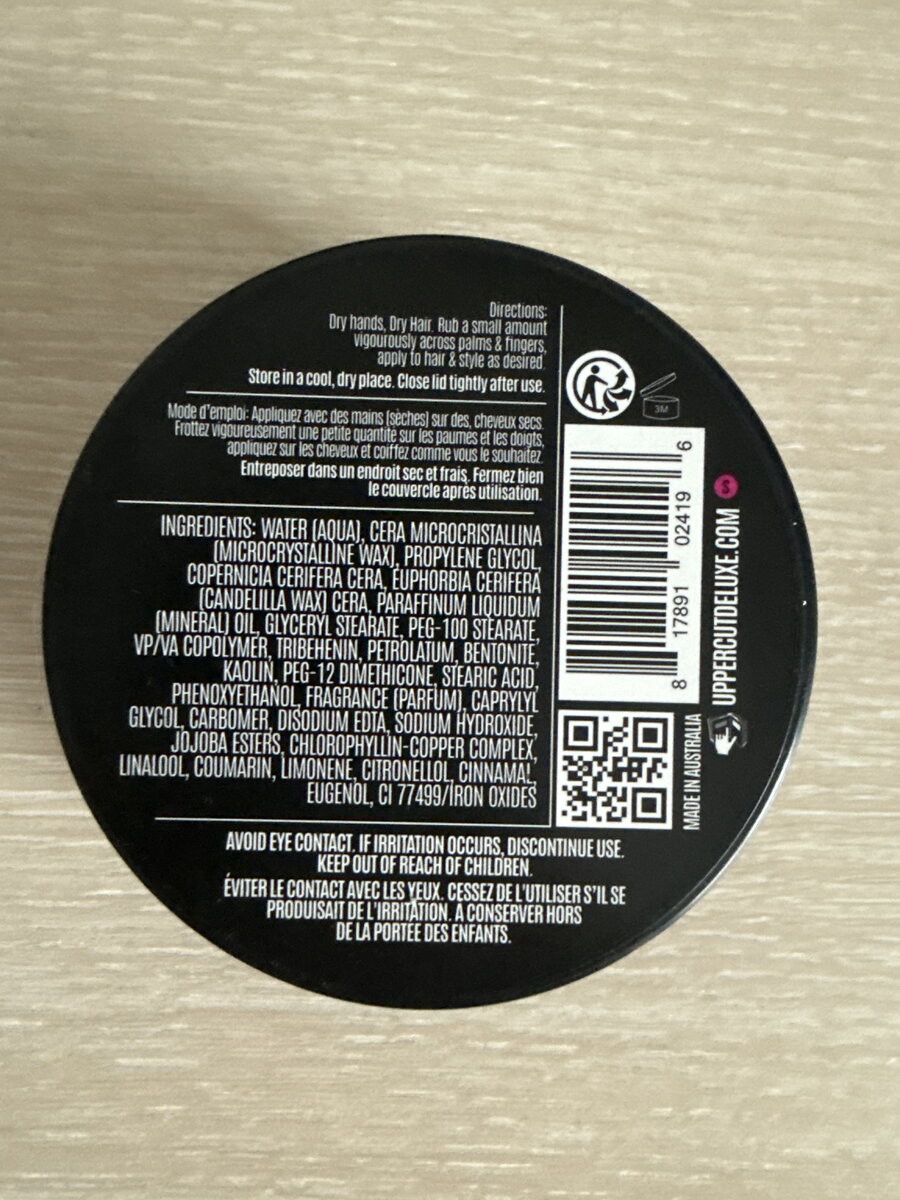 Directions:
Dry hands, Dry Hair. Rub a small amount
vigourously across palms & fingers,
apply to hair & style as desired.
Store in a cool, dry place. Close lid tightly after use.
Mode d'emploi: Appliquez avec des mains (sèches) sur des, cheveux secs.
Frottez vigoureusement une petite quantité sur les paumes et les doigts,
appliquez sur les cheveux et coiffez comme vous le souhaitez.
Entreposer dans un endroit sec et frais. Fermez bien
le couvercle après utilisation.
INGREDIENTS: WATER (AQUA), CERA MICROCRISTALLINA
(MICROCRYSTALLINE WAX), PROPYLENE GLYCOL,
COPERNICIA CERIFERA CERA, EUPHORBIA CERIFERA
(CANDELILLA WAX) CERA, PARAFFINUM LIQUIDUM
(MINERAL) OIL, GLYCERYL STEARATE, PEG-100 STEARATE,
VP/VA COPOLYMER, TRIBEHENIN, PETROLATUM, BENTONITE,
KAOLIN, PEG-12 DIMETHICONE, STEARIC ACID,
PHENOXYETHANOL, FRAGRANCE (PARFUM), CAPRYLYL
GLYCOL, CARBOMER, DISODIUM EDTA, SODIUM HYDROXIDE,
JOJOBA ESTERS, CHLOROPHYLLIN-COPPER COMPLEX,
LINALOOL, COUMARIN, LIMONENE, CITRONELLOL, CINNAMAL,
EUGENOL, CI 77499/IRON OXIDES
AVOID EYE CONTACT. IF IRRITATION OCCURS, DISCONTINUE USE.
KEEP OUT OF REACH OF CHILDREN.
ÉVITER LE CONTACT AVEC LES YEUX. CESSEZ DE L'UTILISER S'IL SE
PRODUISAIT DE L'IRRITATION. À CONSERVER HORS
DE LA PORTÉE DES ENFANTS.
3M
8 17891 02419 6
S
UPPERCUTDELUXE.COM
MADE IN AUSTRALIA